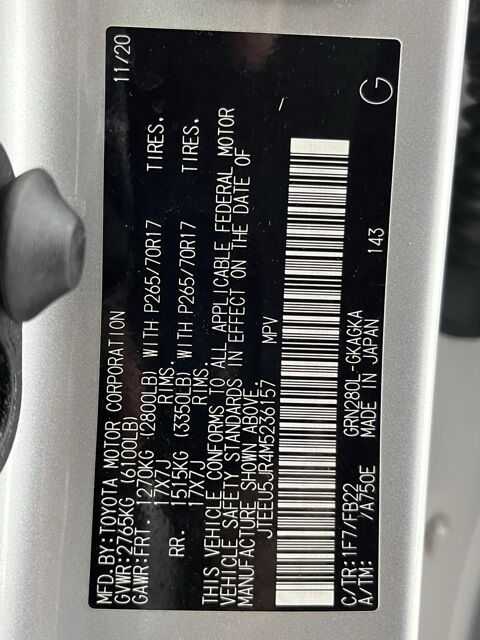 MFD. BY: TOYOTA MOTOR CORPORATION 11/20
GVWR: 2765KG (6100LB)
GAWR: FRT. 1270KG (2800LB) WITH P265/70R17 TIRES.
17X7J RIMS.
RR. 1515KG (3350LB) WITH P265/70R17 TIRES.
17X7J RIMS.
THIS VEHICLE CONFORMS TO ALL APPLICABLE FEDERAL MOTOR
VEHICLE SAFETY STANDARDS IN EFFECT ON THE DATE OF
MANUFACTURE SHOWN ABOVE.
JTEEU5JR4M5236157 MPV
C/TR: 1F7/FB22 GRN280L-GKAGKA 143
A/TM: /A750E MADE IN JAPAN
G